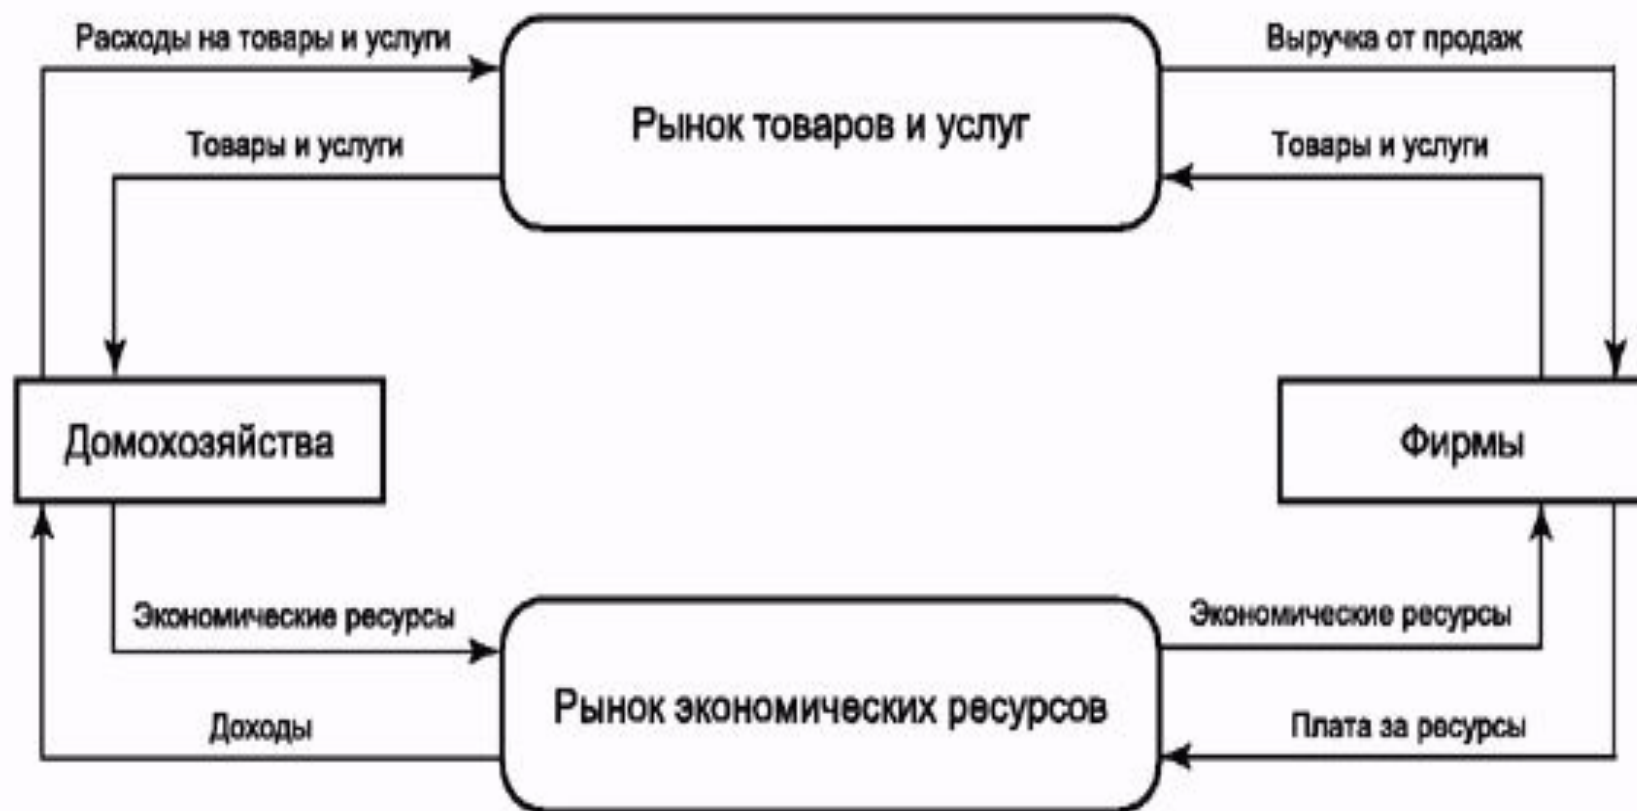 Расходы на товары и услуги
Выручка от продаж
Рынок товаров и услуг
Товары и услуги
Товары и услуги
Домохозяйства
Фирмы
Экономические ресурсы
Экономические ресурсы
Рынок экономических ресурсов
Доходы
Плата за ресурсы